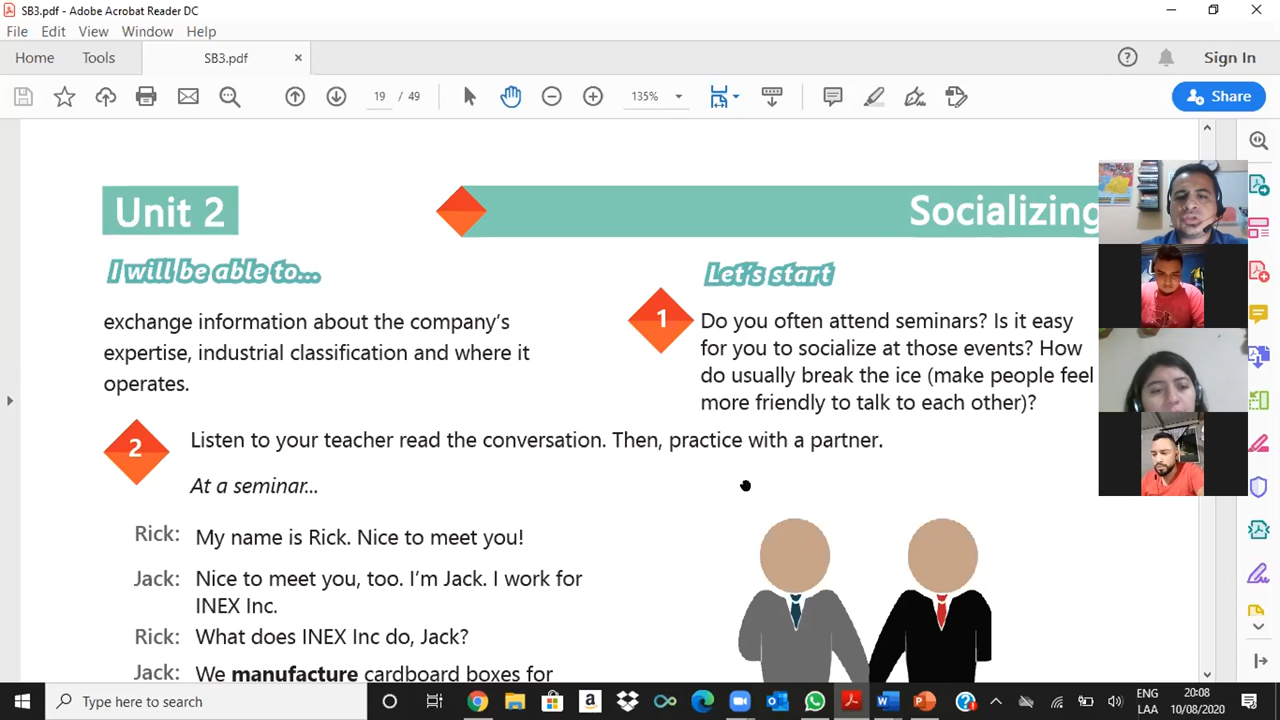 SB3.pdf - Adobe Acrobat Reader DC
File Edit View Window Help
Home Tools SB3.pdf × Sign In
19 / 49 135% Share
Unit 2 Socializing
I will be able to...
exchange information about the company's
expertise, industrial classification and where it
operates.
Let's start
1
Do you often attend seminars? Is it easy
for you to socialize at those events? How
do usually break the ice (make people feel
more friendly to talk to each other)?
2
Listen to your teacher read the conversation. Then, practice with a partner.
At a seminar...
Rick: My name is Rick. Nice to meet you!
Jack: Nice to meet you, too. I'm Jack. I work for
INEX Inc.
Rick: What does INEX Inc do, Jack?
Jack: We manufacture cardboard boxes for
Type here to search
ENG 20:08
LAA 10/08/2020